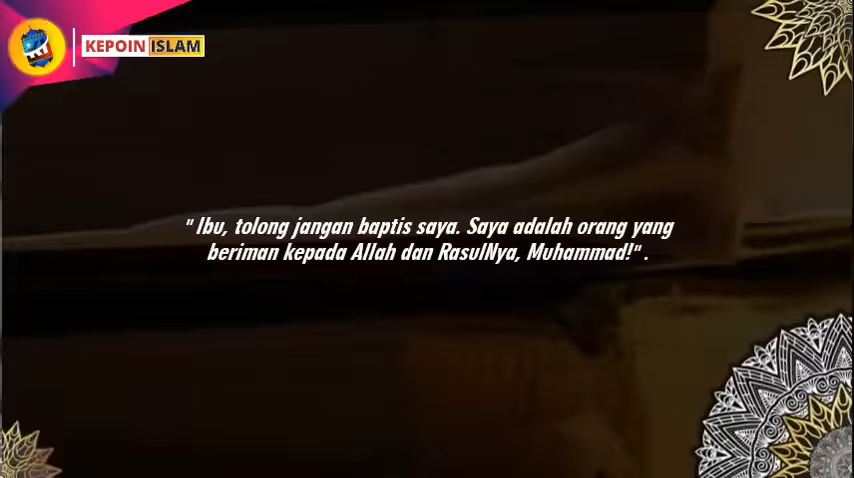 KEPOIN ISLAM
" Ibu, tolong jangan baptis saya. Saya adalah orang yang
beriman kepada Allah dan RasulNya, Muhammad!" .